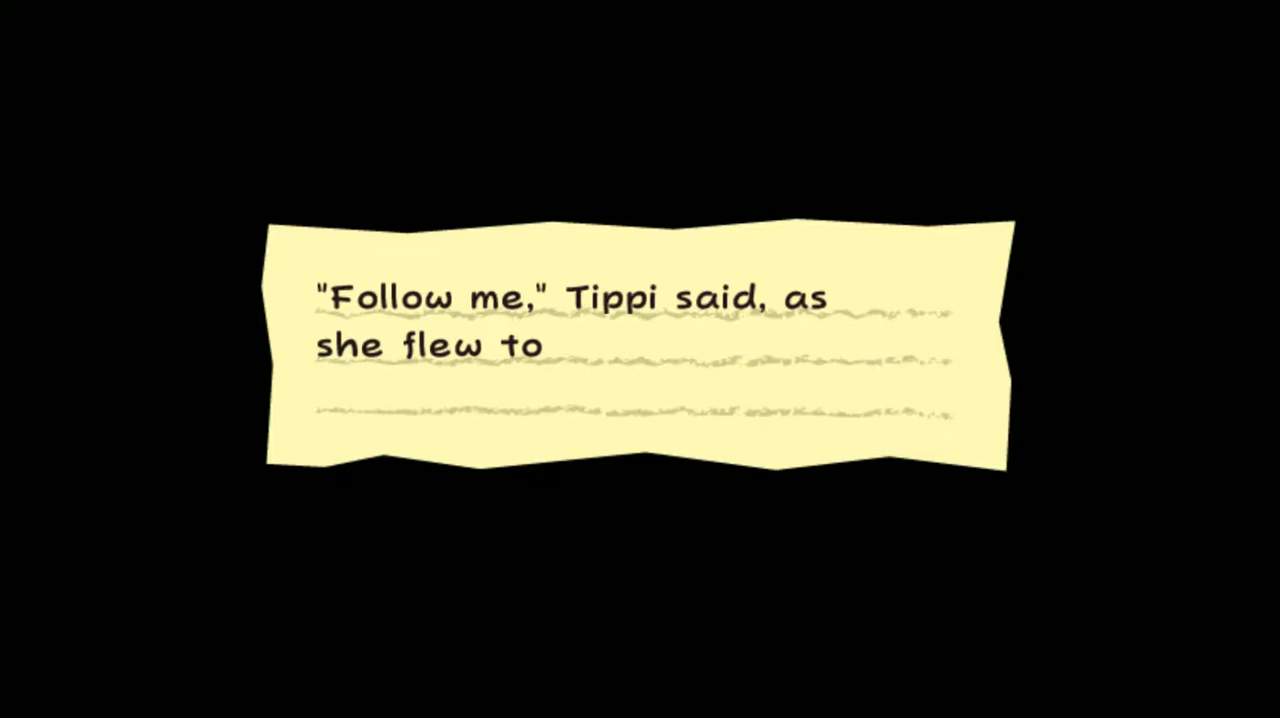 "Follow me," Tippi said, as
she flew to